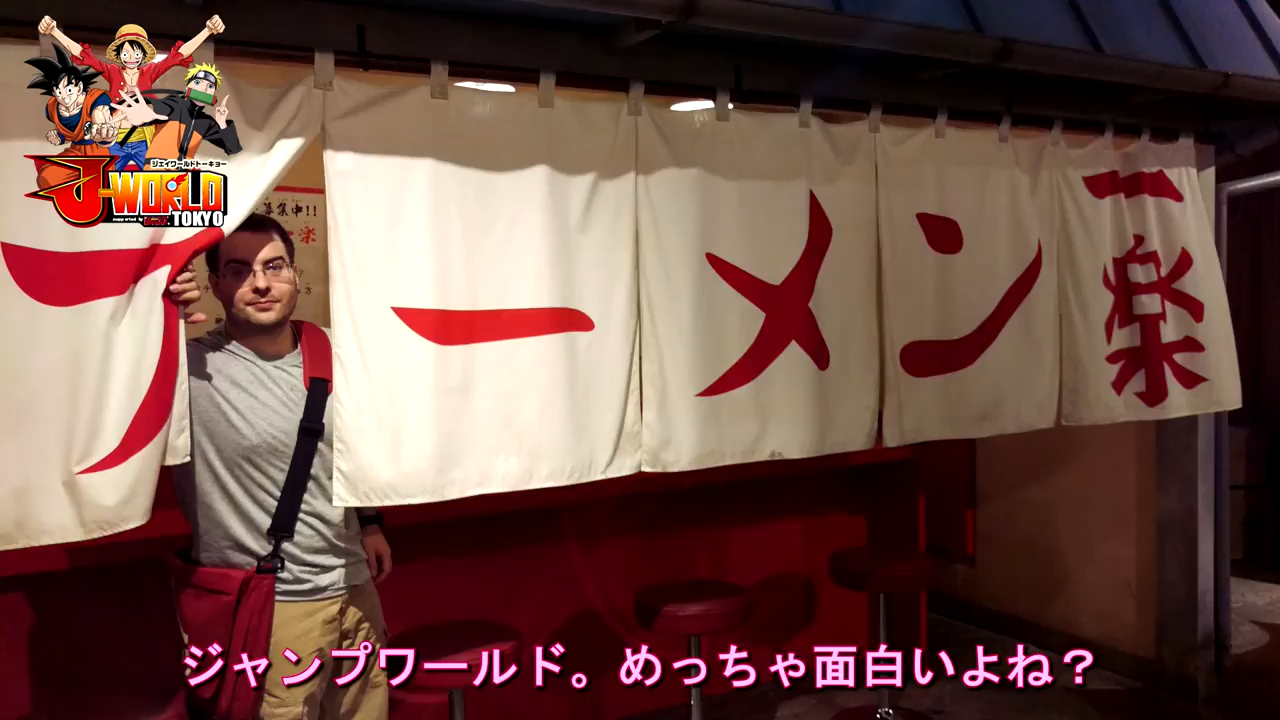 ジェイワールドトーキョー
J-WORLD
TOKYO
募集中!!
楽
ラーメン
一楽
ジャンプワールド。めっちゃ面白いよね？